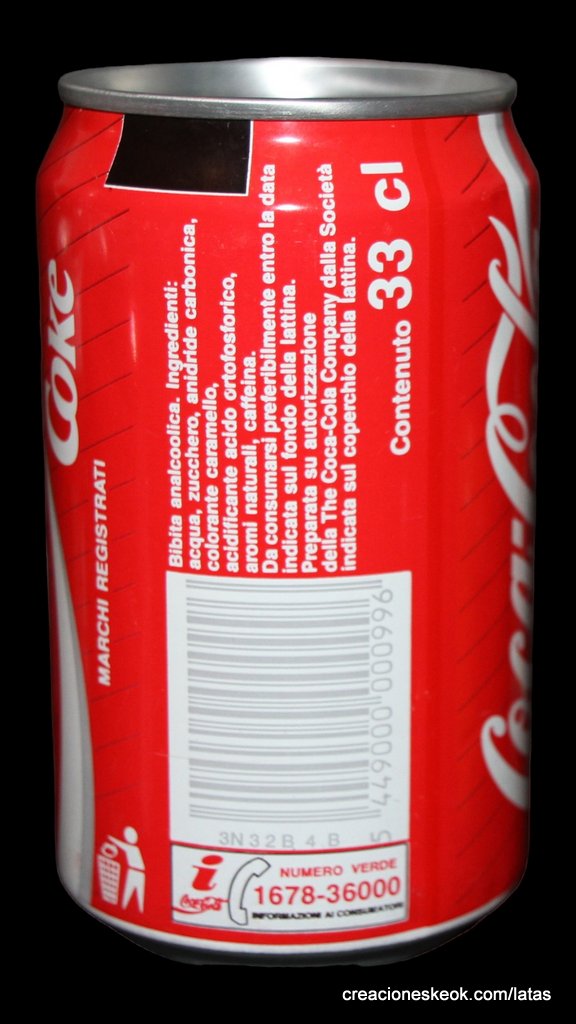 Coke
MARCHI REGISTRATI
Bibita analcoolica. Ingredienti:
acqua, zucchero, anidride carbonica,
colorante caramello,
acidificante acido ortofosforico,
aromi naturali, caffeina.
Da consumarsi preferibilmente entro la data
indicata sul fondo della lattina.
Preparata su autorizzazione
della The Coca-Cola Company dalla Società
indicata sul coperchio della lattina.
Contenuto 33 cl
5 449000 000996
3N32B 4 B
i
Coca-Cola
NUMERO VERDE
1678-36000
INFORMAZIONI AI CONSUMATORI
Coca-Cola
creacioneskeok.com/latas